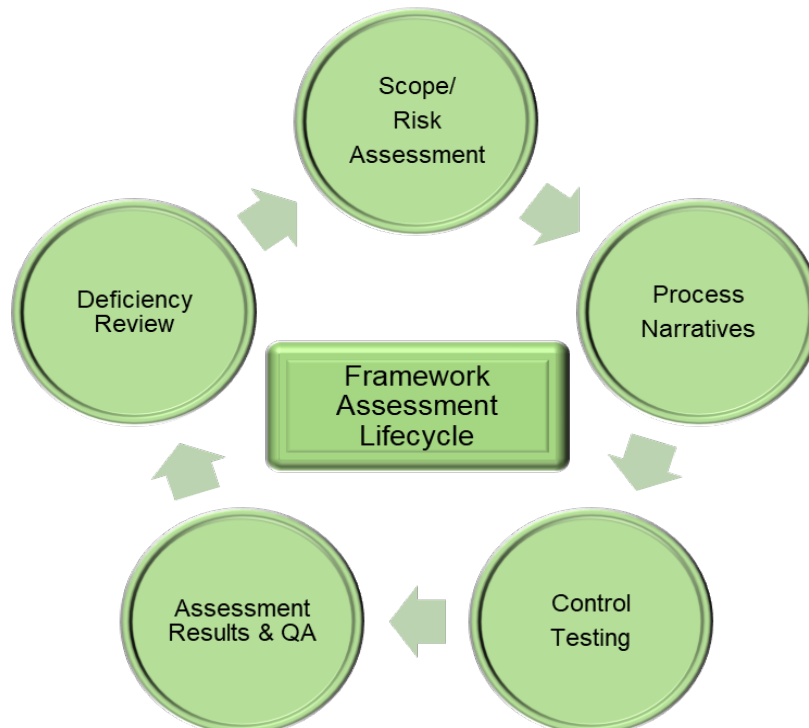 Scope/
Risk
Assessment
Process
Narratives
Control
Testing
Assessment
Results & QA
Deficiency
Review
Framework
Assessment
Lifecycle